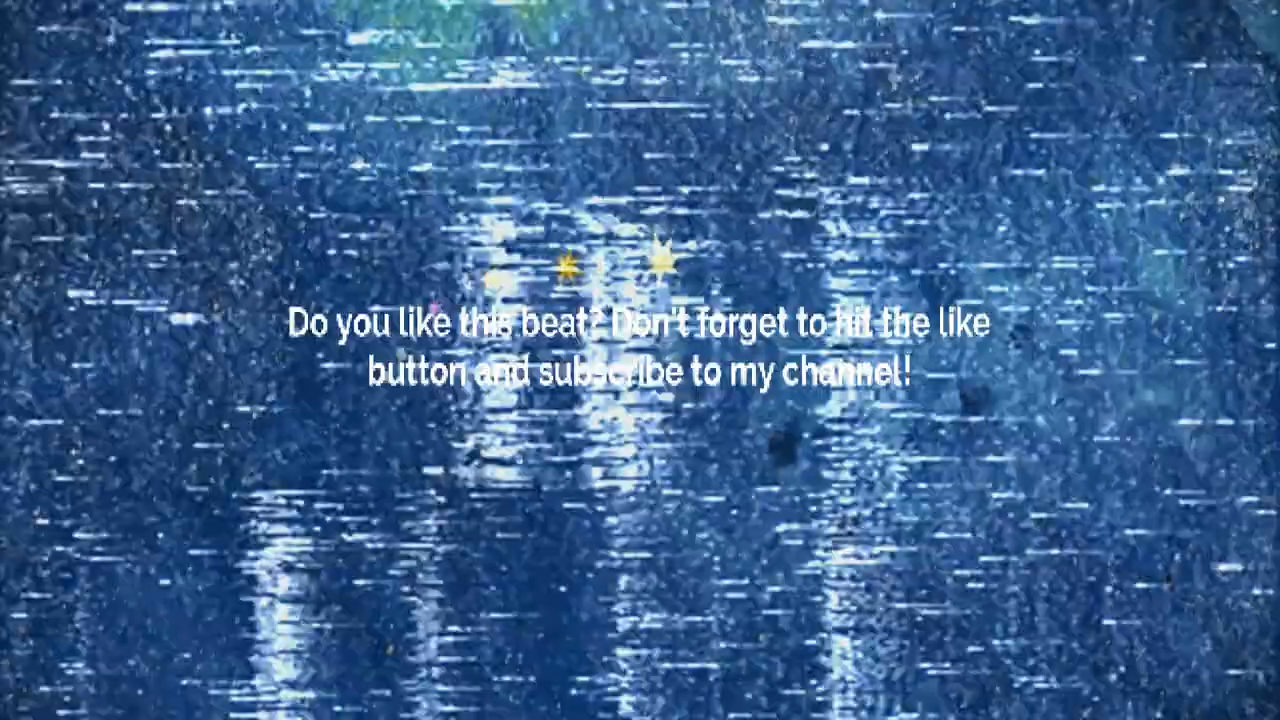 Do you like this beat? Don't forget to hit the like
button and subscribe to my channel!